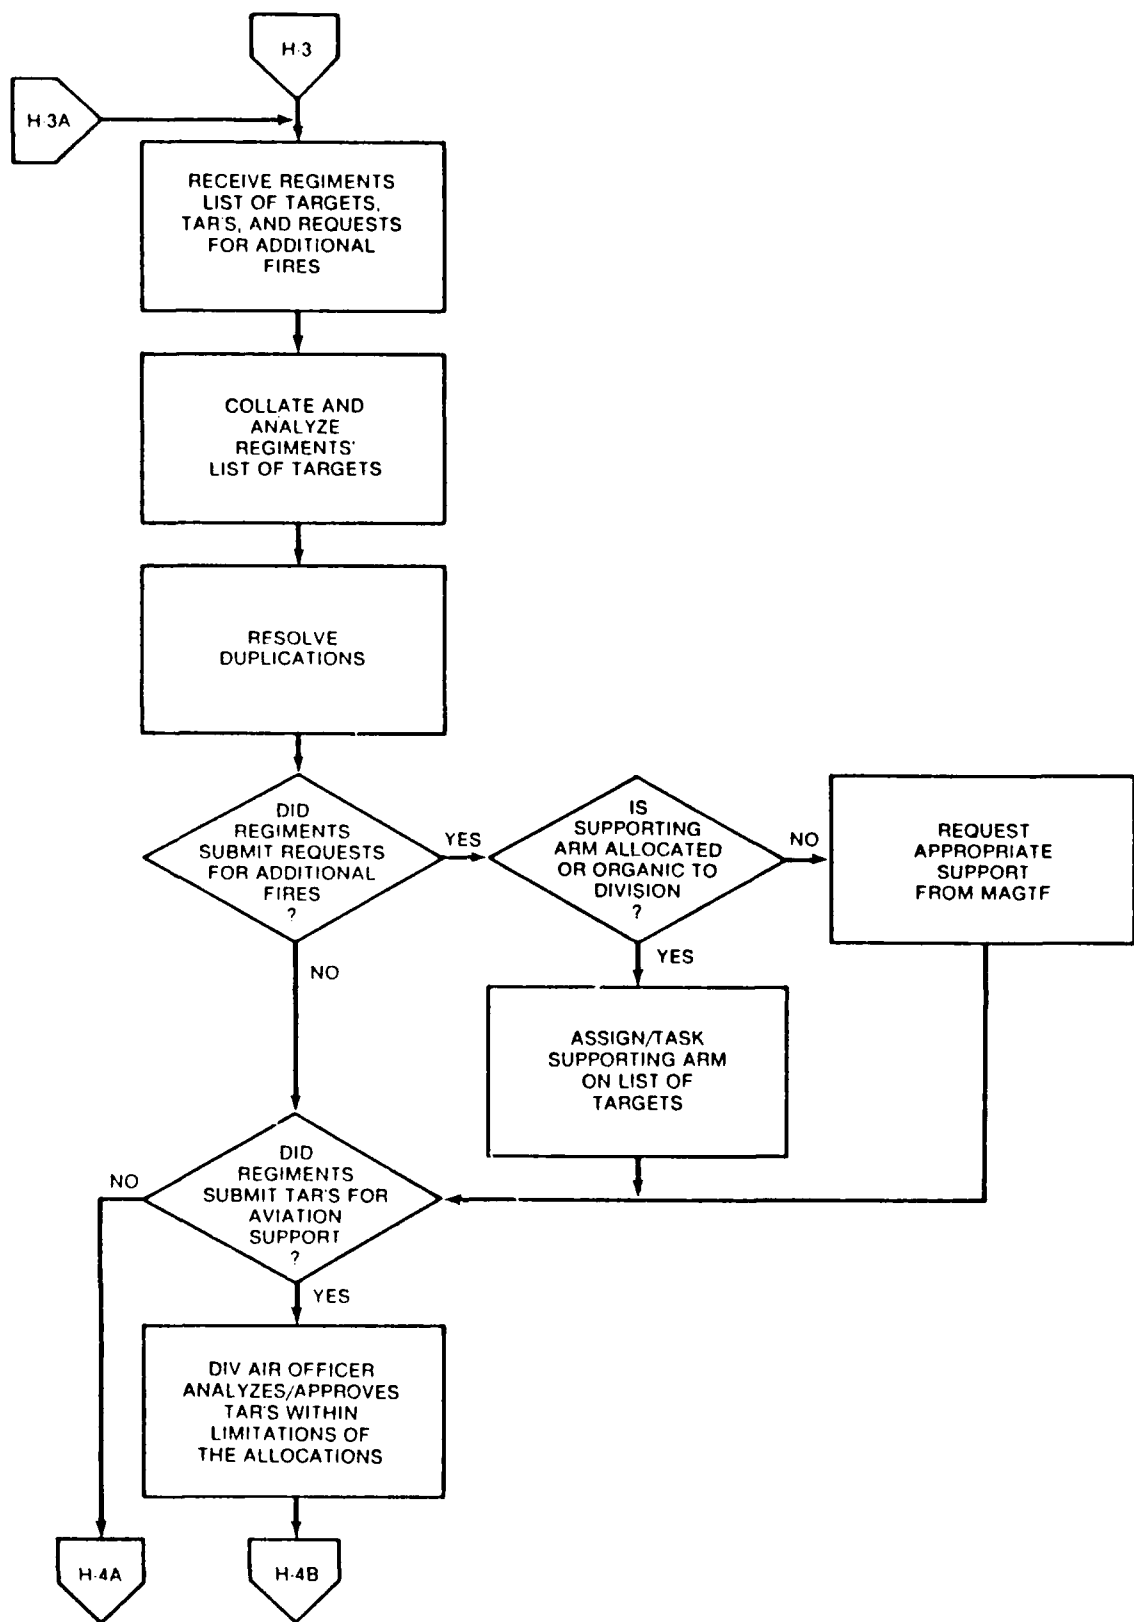 H-3
H-3A
RECEIVE REGIMENTS
LIST OF TARGETS,
TAR'S, AND REQUESTS
FOR ADDITIONAL
FIRES
COLLATE AND
ANALYZE
REGIMENTS'
LIST OF TARGETS
RESOLVE
DUPLICATIONS
DID
REGIMENTS
SUBMIT REQUESTS
FOR ADDITIONAL
FIRES
?
YES
IS
SUPPORTING
ARM ALLOCATED
OR ORGANIC TO
DIVISION
?
NO
REQUEST
APPROPRIATE
SUPPORT
FROM MAGTF
NO
YES
ASSIGN/TASK
SUPPORTING ARM
ON LIST OF
TARGETS
DID
REGIMENTS
SUBMIT TAR'S FOR
AVIATION
SUPPORT
?
NO
YES
DIV AIR OFFICER
ANALYZES/APPROVES
TAR'S WITHIN
LIMITATIONS OF
THE ALLOCATIONS
H-4A
H-4B